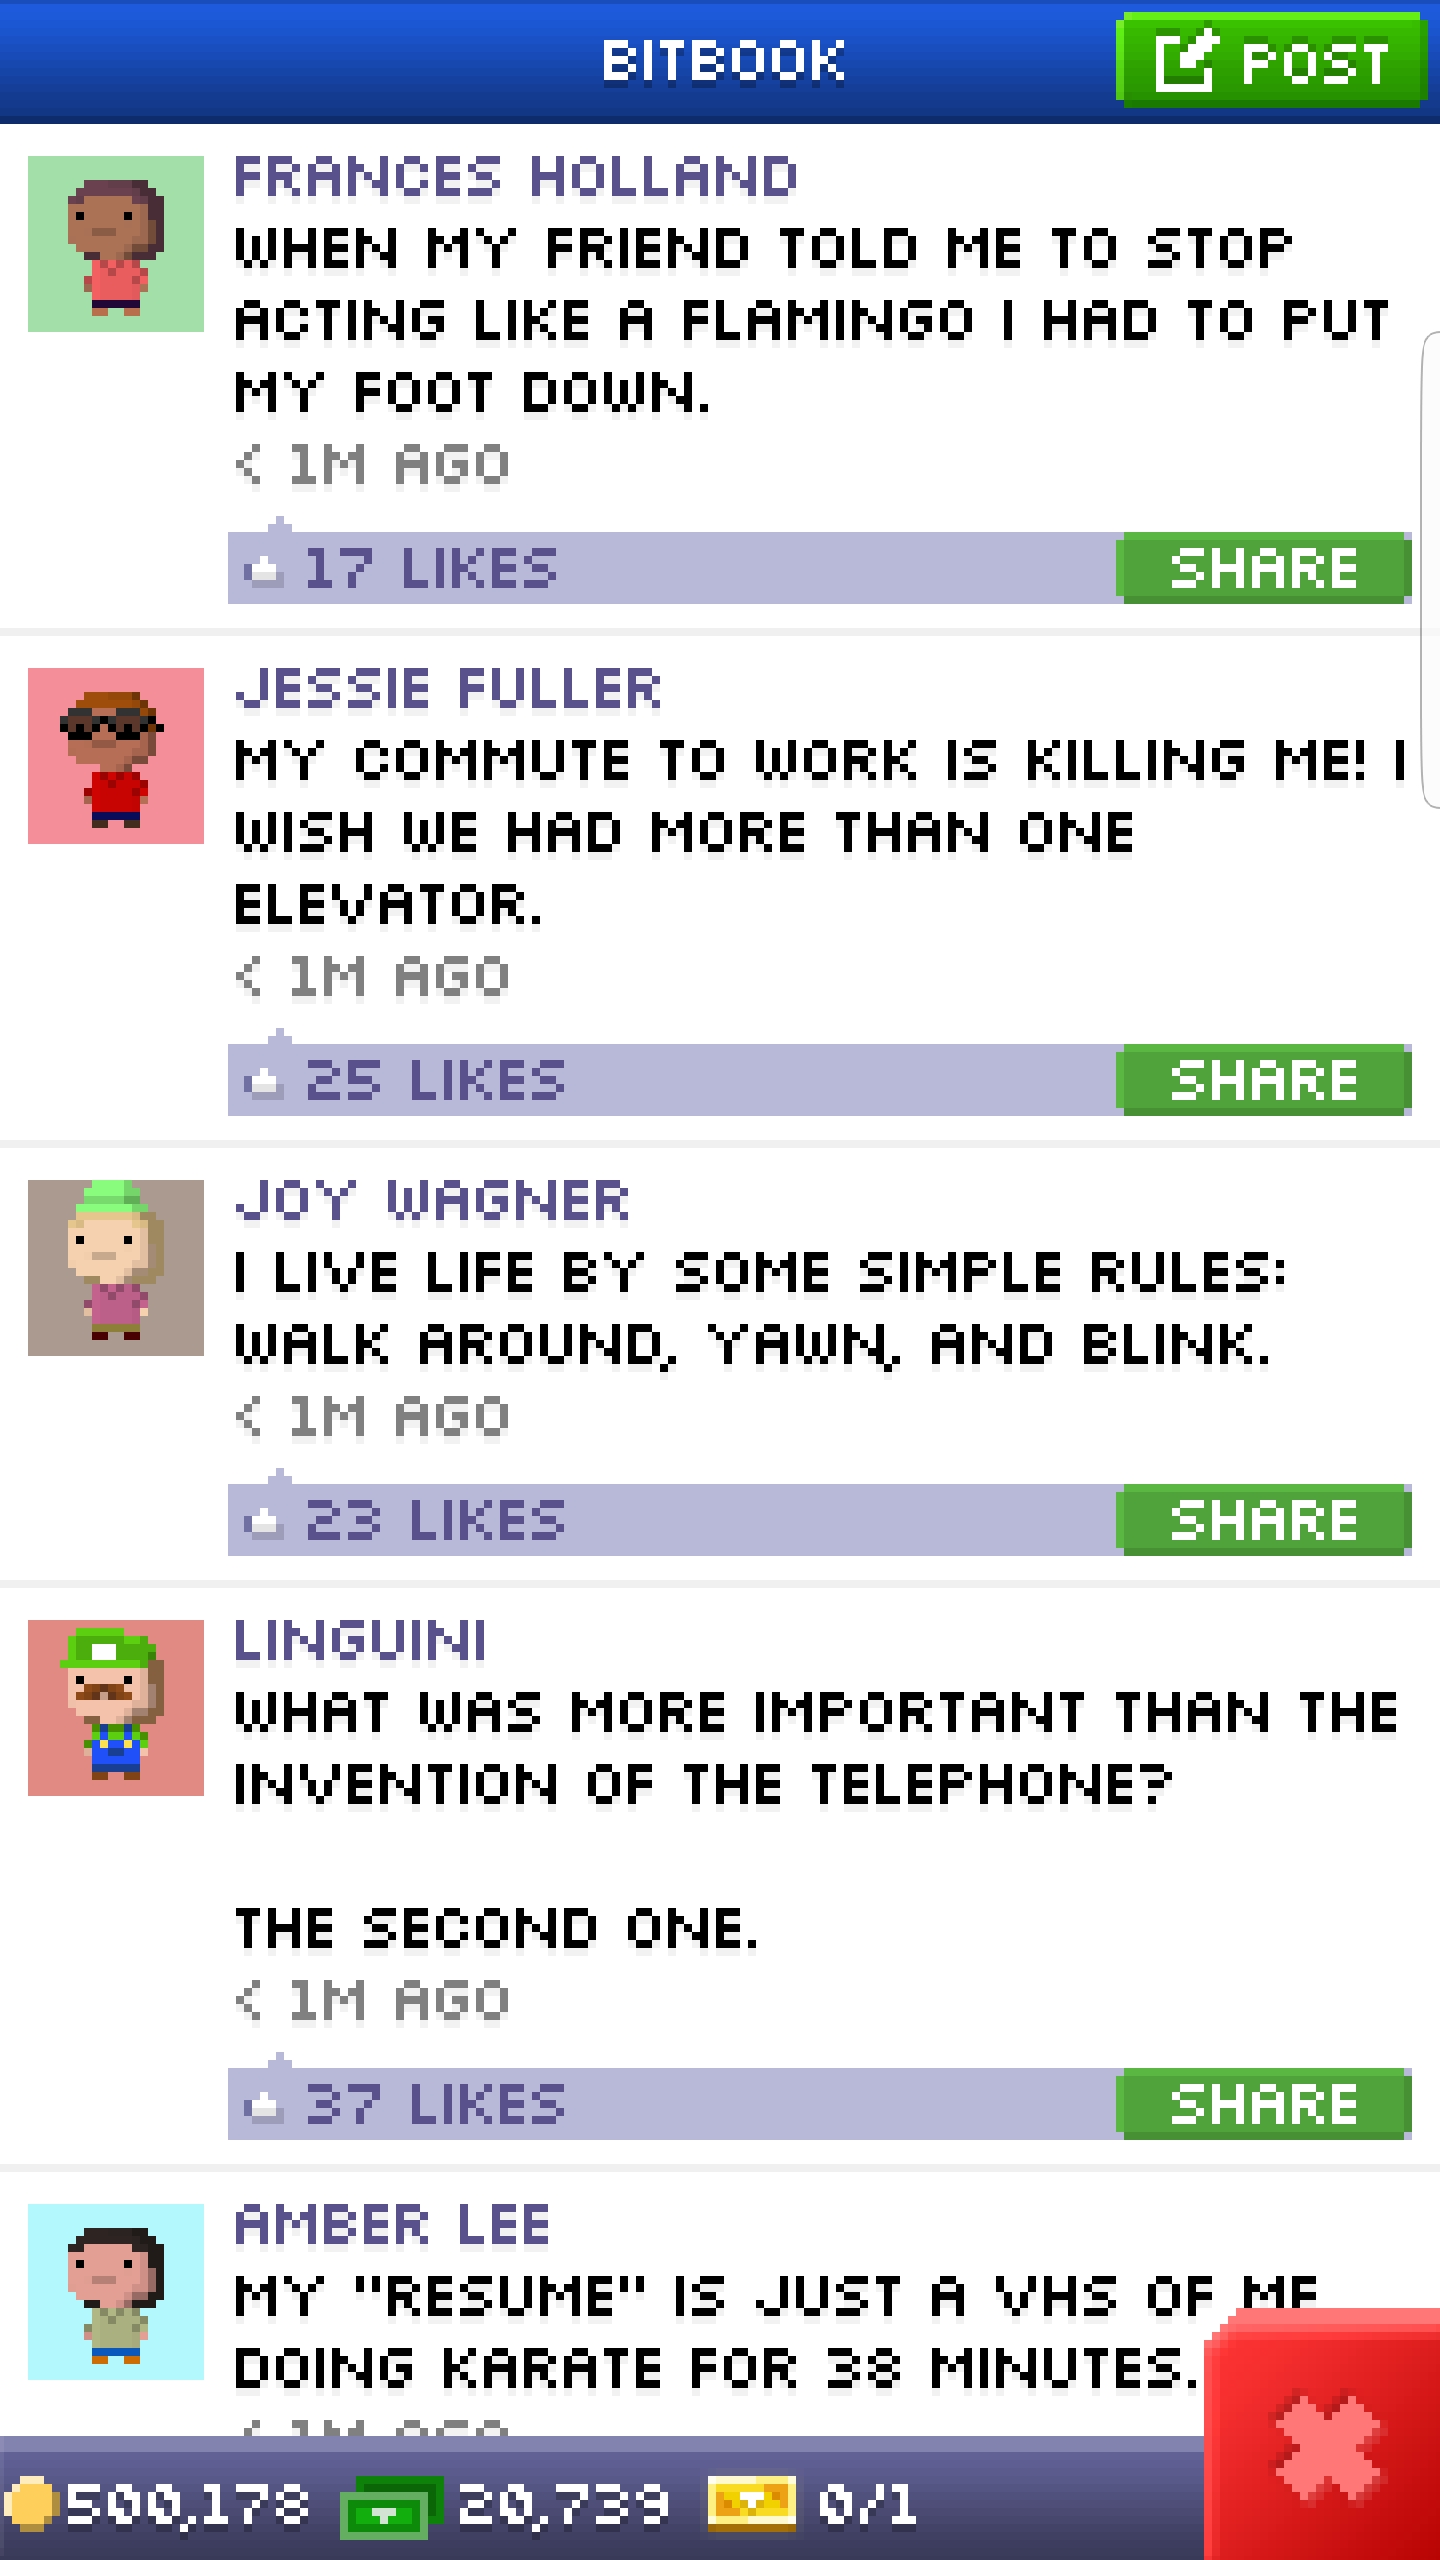 BITBOOK
POST
FRANCES HOLLAND
WHEN MY FRIEND TOLD ME TO STOP
ACTING LIKE A FLAMINGO I HAD TO PUT
MY FOOT DOWN.
< 1M AGO
17 LIKES
SHARE
JESSIE FULLER
MY COMMUTE TO WORK IS KILLING ME! I
WISH WE HAD MORE THAN ONE
ELEVATOR.
< 1M AGO
25 LIKES
SHARE
JOY WAGNER
I LIVE LIFE BY SOME SIMPLE RULES:
WALK AROUND, YAWN, AND BLINK.
< 1M AGO
23 LIKES
SHARE
LINGUINI
WHAT WAS MORE IMPORTANT THAN THE
INVENTION OF THE TELEPHONE?
THE SECOND ONE.
< 1M AGO
37 LIKES
SHARE
AMBER LEE
MY "RESUME" IS JUST A VHS OF ME
DOING KARATE FOR 38 MINUTES.
< 1M AGO
500,178
20,739
0/1